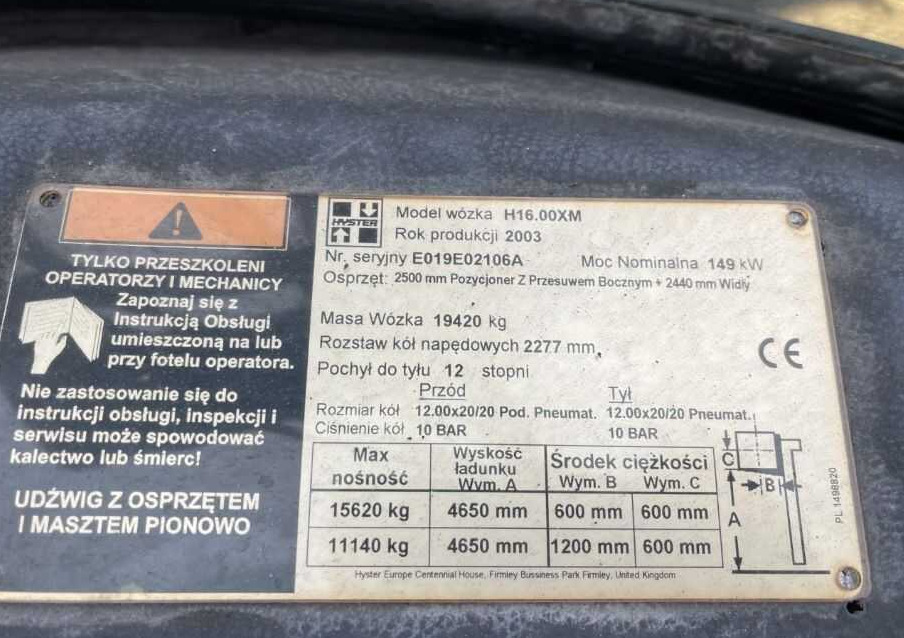 TYLKO PRZESZKOLENI
OPERATORZY I MECHANICY
Zapoznaj się z
Instrukcją Obsługi
umieszczoną na lub
przy fotelu operatora.
Nie zastosowanie się do
instrukcji obsługi, inspekcji i
serwisu może spowodować
kalectwo lub śmierc!
UDŹWIG Z OSPRZĘTEM
I MASZTEM PIONOWO
HYSTER
Model wózka H16.00XM
Rok produkcji 2003
Nr. seryjny E019E02106A Moc Nominalna 149 kW
Osprzęt: 2500 mm Pozycjoner Z Przesuwem Bocznym + 2440 mm Widły
Masa Wózka 19420 kg
Rozstaw kół napędowych 2277 mm,
Pochył do tyłu 12 stopni
CE
Przód Tył
Rozmiar kół 12.00x20/20 Pod. Pneumat. 12.00x20/20 Pneumat.
Ciśnienie kół 10 BAR 10 BAR
Max nośność Wyskość ładunku Wym. A Środek ciężkości
Wym. B Wym. C
15620 kg 4650 mm 600 mm 600 mm
11140 kg 4650 mm 1200 mm 600 mm
C
B
A
PL 1498820
Hyster Europe Centennial House, Firmley Bussiness Park Firmley, United Kingdom